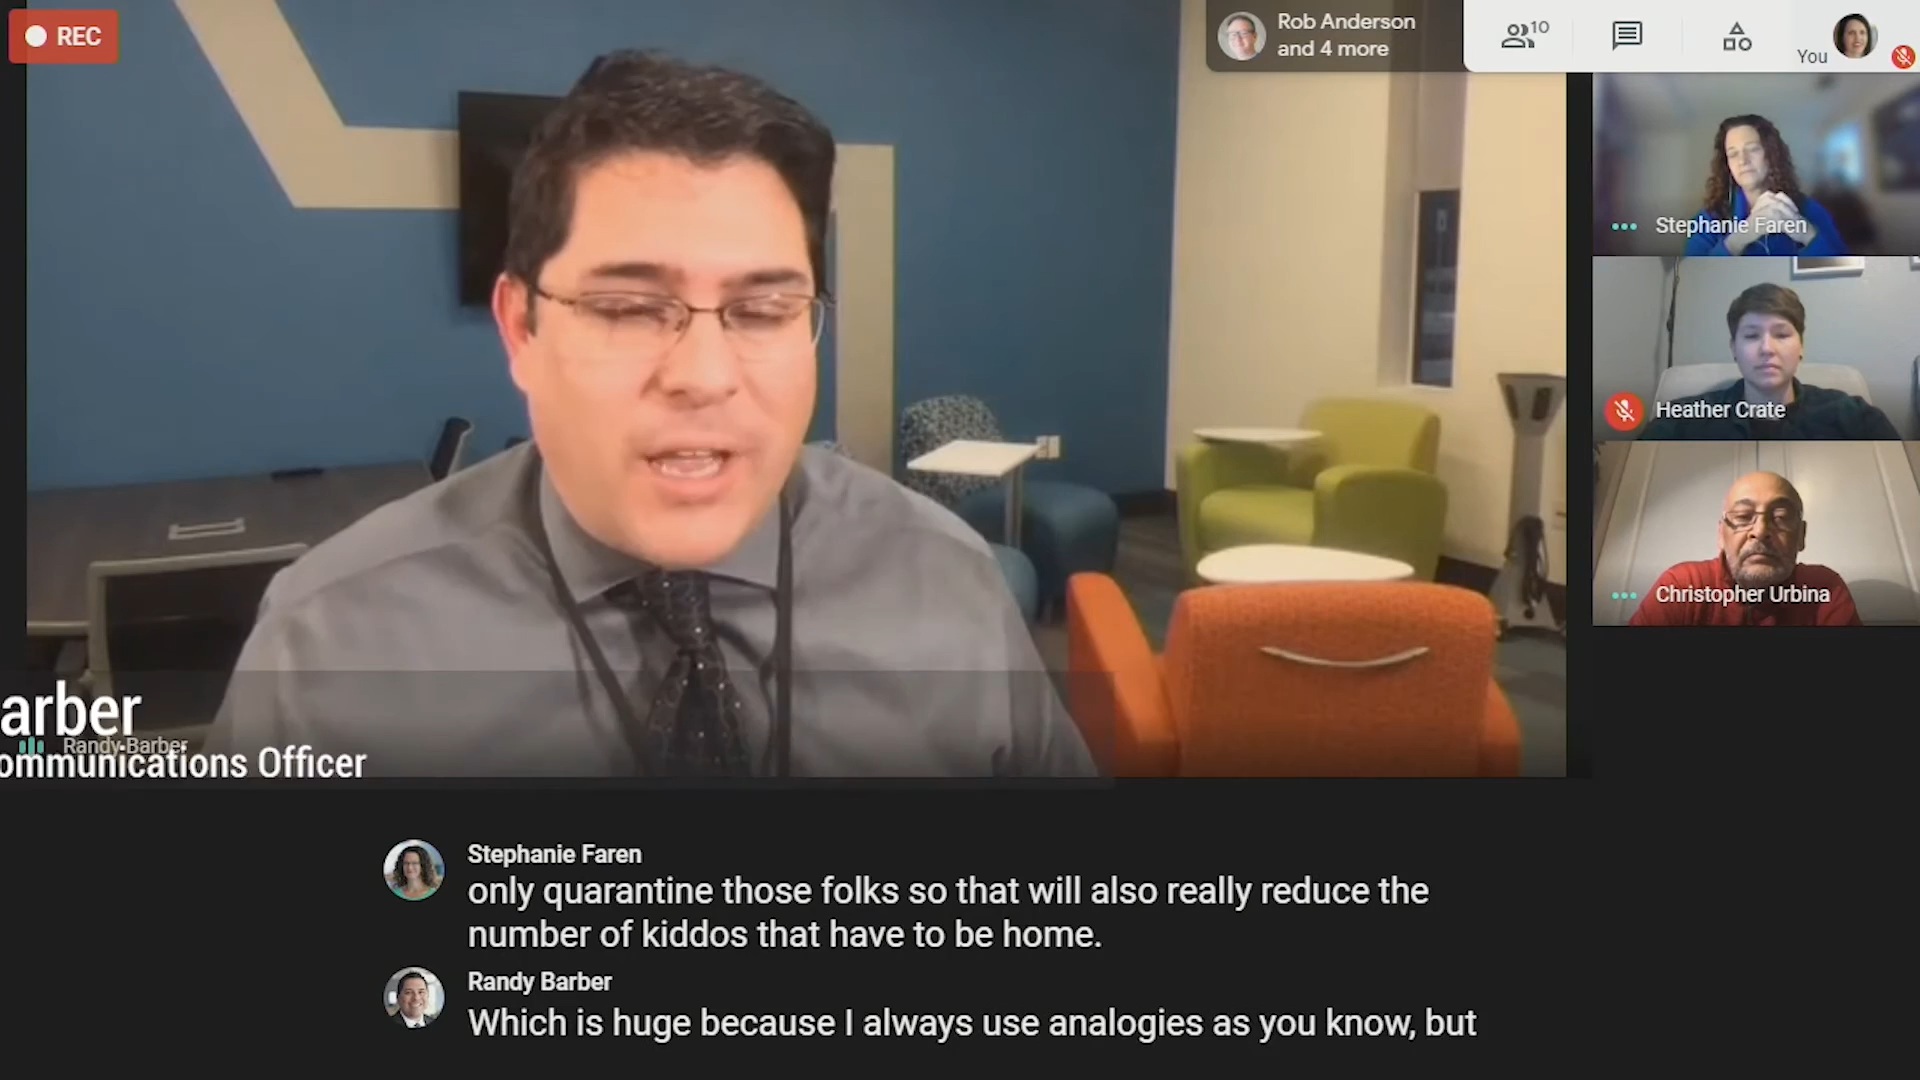 REC
Rob Anderson
and 4 more
10
You
Stephanie Faren
Heather Crate
Christopher Urbina
arber
Randy Barber
ommunications Officer
Stephanie Faren
only quarantine those folks so that will also really reduce the
number of kiddos that have to be home.
Randy Barber
Which is huge because I always use analogies as you know, but